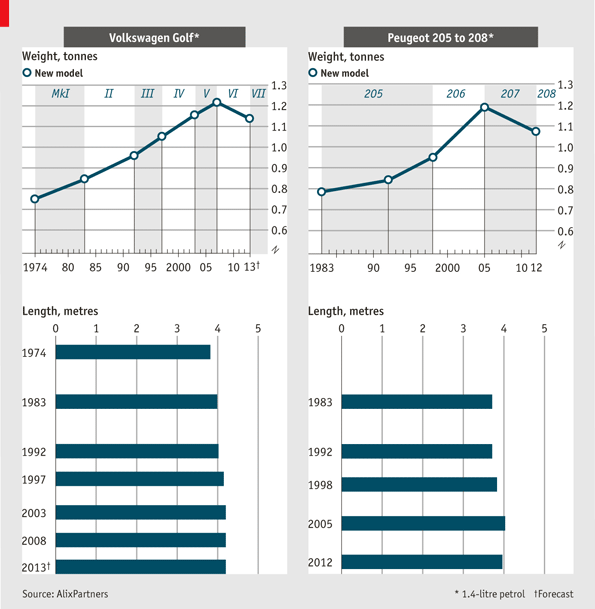 Volkswagen Golf*
Weight, tonnes
New model
MkI II III IV V VI VII
1.3
1.2
1.1
1.0
0.9
0.8
0.7
0.6
1974 80 85 90 95 2000 05 10 13†
Length, metres
0 1 2 3 4 5
1974
1983
1992
1997
2003
2008
2013†
Peugeot 205 to 208*
Weight, tonnes
New model
205 206 207 208
1.3
1.2
1.1
1.0
0.9
0.8
0.7
0.6
1983 90 95 2000 05 10 12
Length, metres
0 1 2 3 4 5
1983
1992
1998
2005
2012
Source: AlixPartners
* 1.4-litre petrol †Forecast